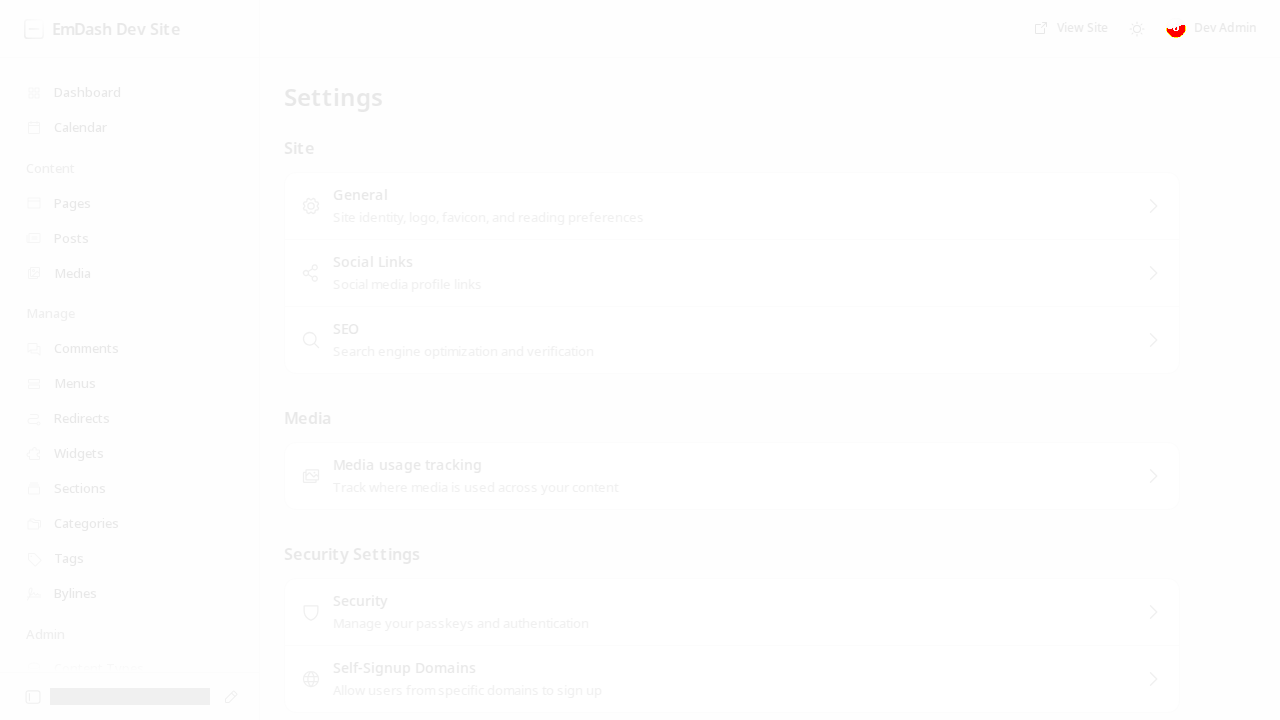 EmDash Dev Site
View Site
Dev Admin
Dashboard
Calendar
Content
Pages
Posts
Media
Manage
Comments
Menus
Redirects
Widgets
Sections
Categories
Tags
Bylines
Admin
Settings
Site
General
Site identity, logo, favicon, and reading preferences
Social Links
Social media profile links
SEO
Search engine optimization and verification
Media
Media usage tracking
Track where media is used across your content
Security Settings
Security
Manage your passkeys and authentication
Self-Signup Domains
Allow users from specific domains to sign up